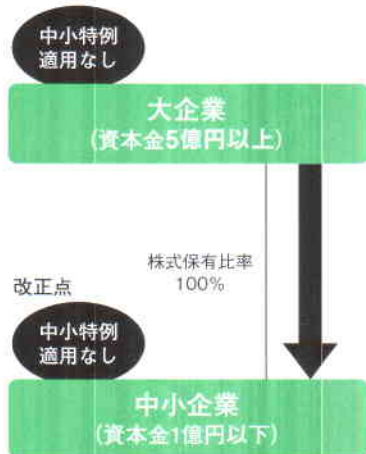 中小特例
適用なし
大企業
(資本金5億円以上)
株式保有比率
100%
改正点
中小特例
適用なし
中小企業
(資本金1億円以下)